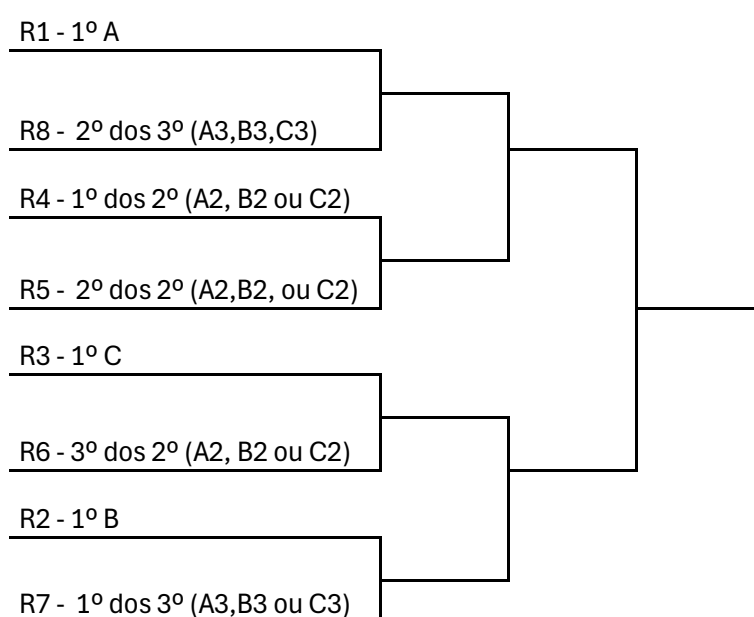 R1 - 1º A
R8 -  2º dos 3º (A3,B3,C3)
R4 - 1º dos 2º (A2, B2 ou C2)
R5 -  2º dos 2º (A2,B2, ou C2)
R3 - 1º C
R6 - 3º dos 2º (A2, B2 ou C2)
R2 - 1º B
R7 -  1º dos 3º (A3,B3 ou C3)